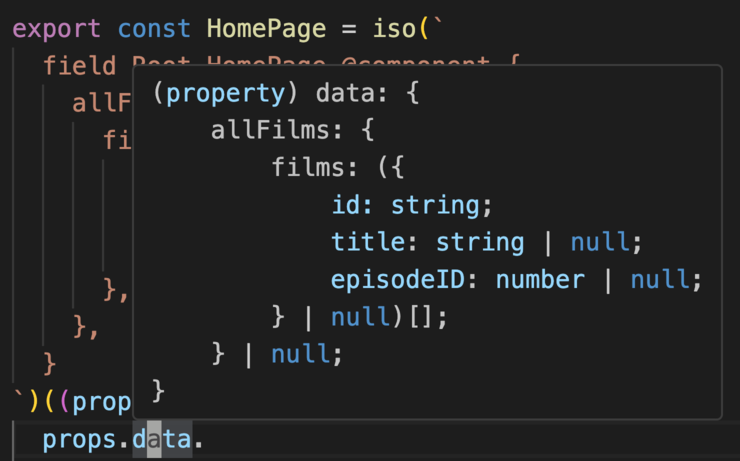 export const HomePage = iso(`
field Root.HomePage @component {
allF
fi
(property) data: {
allFilms: {
films: ({
id: string;
title: string | null;
episodeID: number | null;
} | null)[];
} | null;
}
},
},
}
`)((prop
props.data.